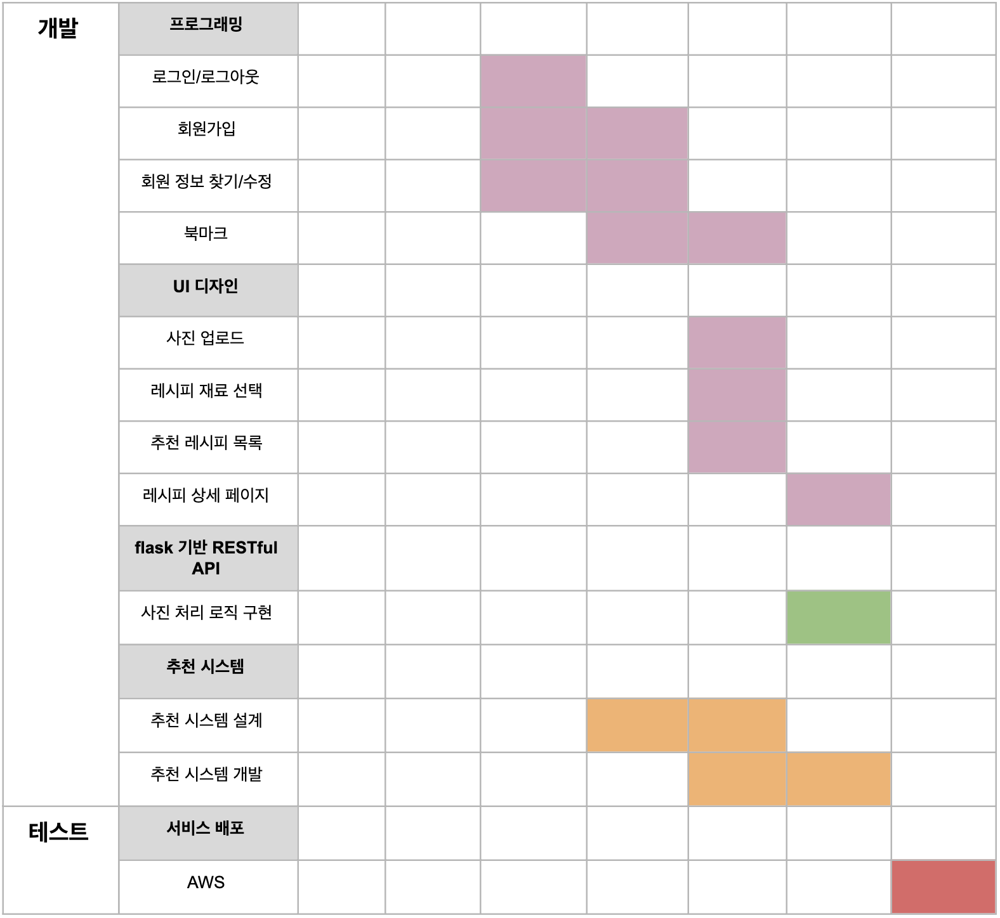 개발
프로그래밍
로그인/로그아웃
회원가입
회원 정보 찾기/수정
북마크
UI 디자인
사진 업로드
레시피 재료 선택
추천 레시피 목록
레시피 상세 페이지
flask 기반 RESTful
API
사진 처리 로직 구현
추천 시스템
추천 시스템 설계
추천 시스템 개발
테스트
서비스 배포
AWS